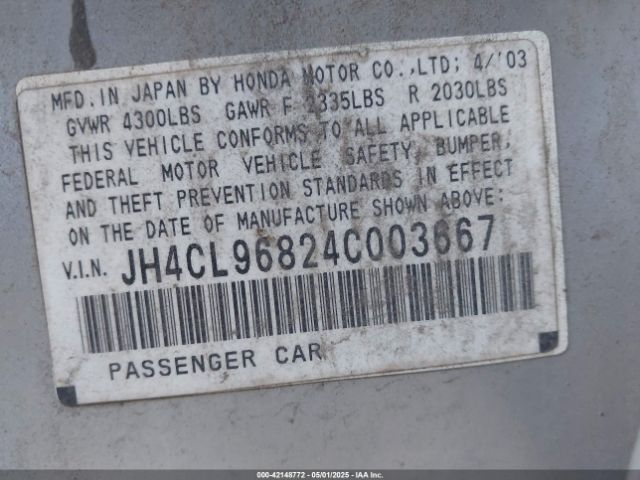 MFD. IN JAPAN BY HONDA MOTOR CO.,LTD; 4/'03
GVWR 4300LBS GAWR F 2335LBS R 2030LBS
THIS VEHICLE CONFORMS TO ALL APPLICABLE
FEDERAL MOTOR VEHICLE SAFETY, BUMPER,
AND THEFT PREVENTION STANDARDS IN EFFECT
ON THE DATE OF MANUFACTURE SHOWN ABOVE:
V.I.N. JH4CL96824C003667
PASSENGER CAR
000-42148772 — 05/01/2025 — IAA Inc.